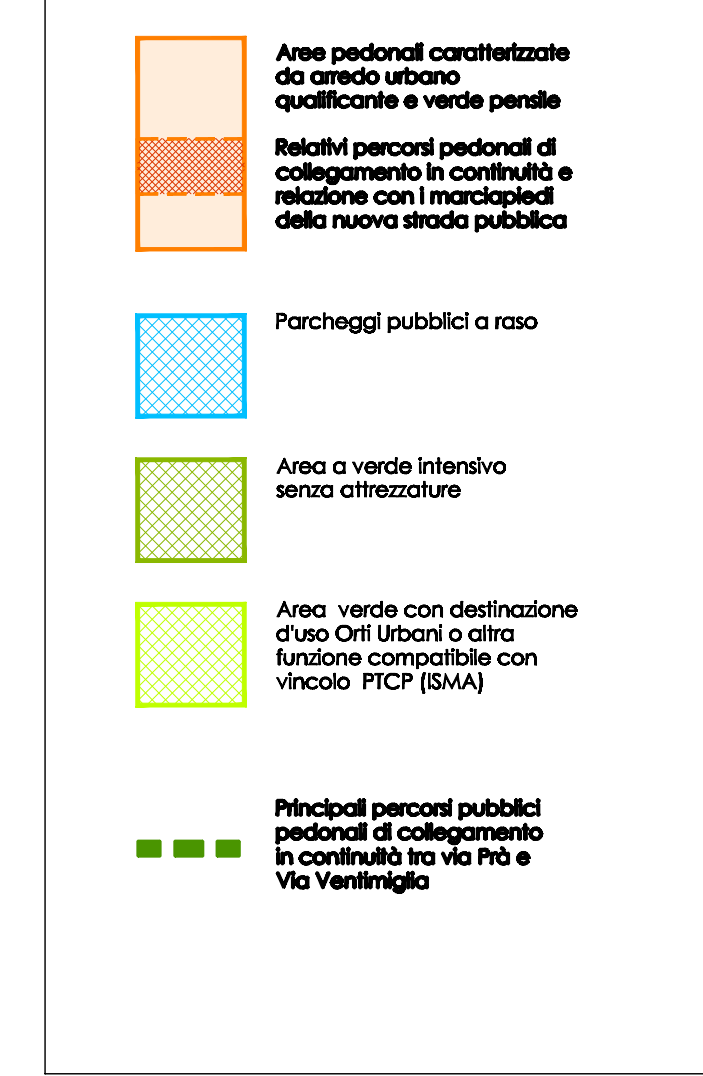 Aree pedonali caratterizzate
da arredo urbano
qualificante e verde pensile
Relativi percorsi pedonali di
collegamento in continuità e
relazione con i marciapiedi
della nuova strada pubblica
Parcheggi pubblici a raso
Area a verde intensivo
senza attrezzature
Area  verde con destinazione
d'uso Orti Urbani o altra
funzione compatibile con
vincolo  PTCP (ISMA)
Principali percorsi pubblici
pedonali di collegamento
in continuità tra via Prà e
Via Ventimiglia